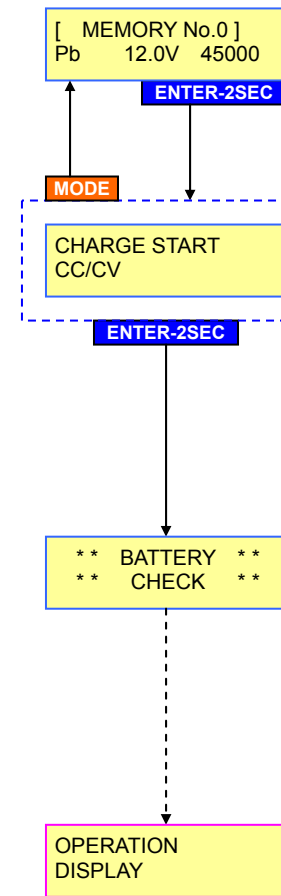 [ MEMORY No.0 ]
Pb 12.0V 45000
ENTER-2SEC
MODE
CHARGE START
CC/CV
ENTER-2SEC
* * BATTERY * *
* * CHECK * *
OPERATION
DISPLAY